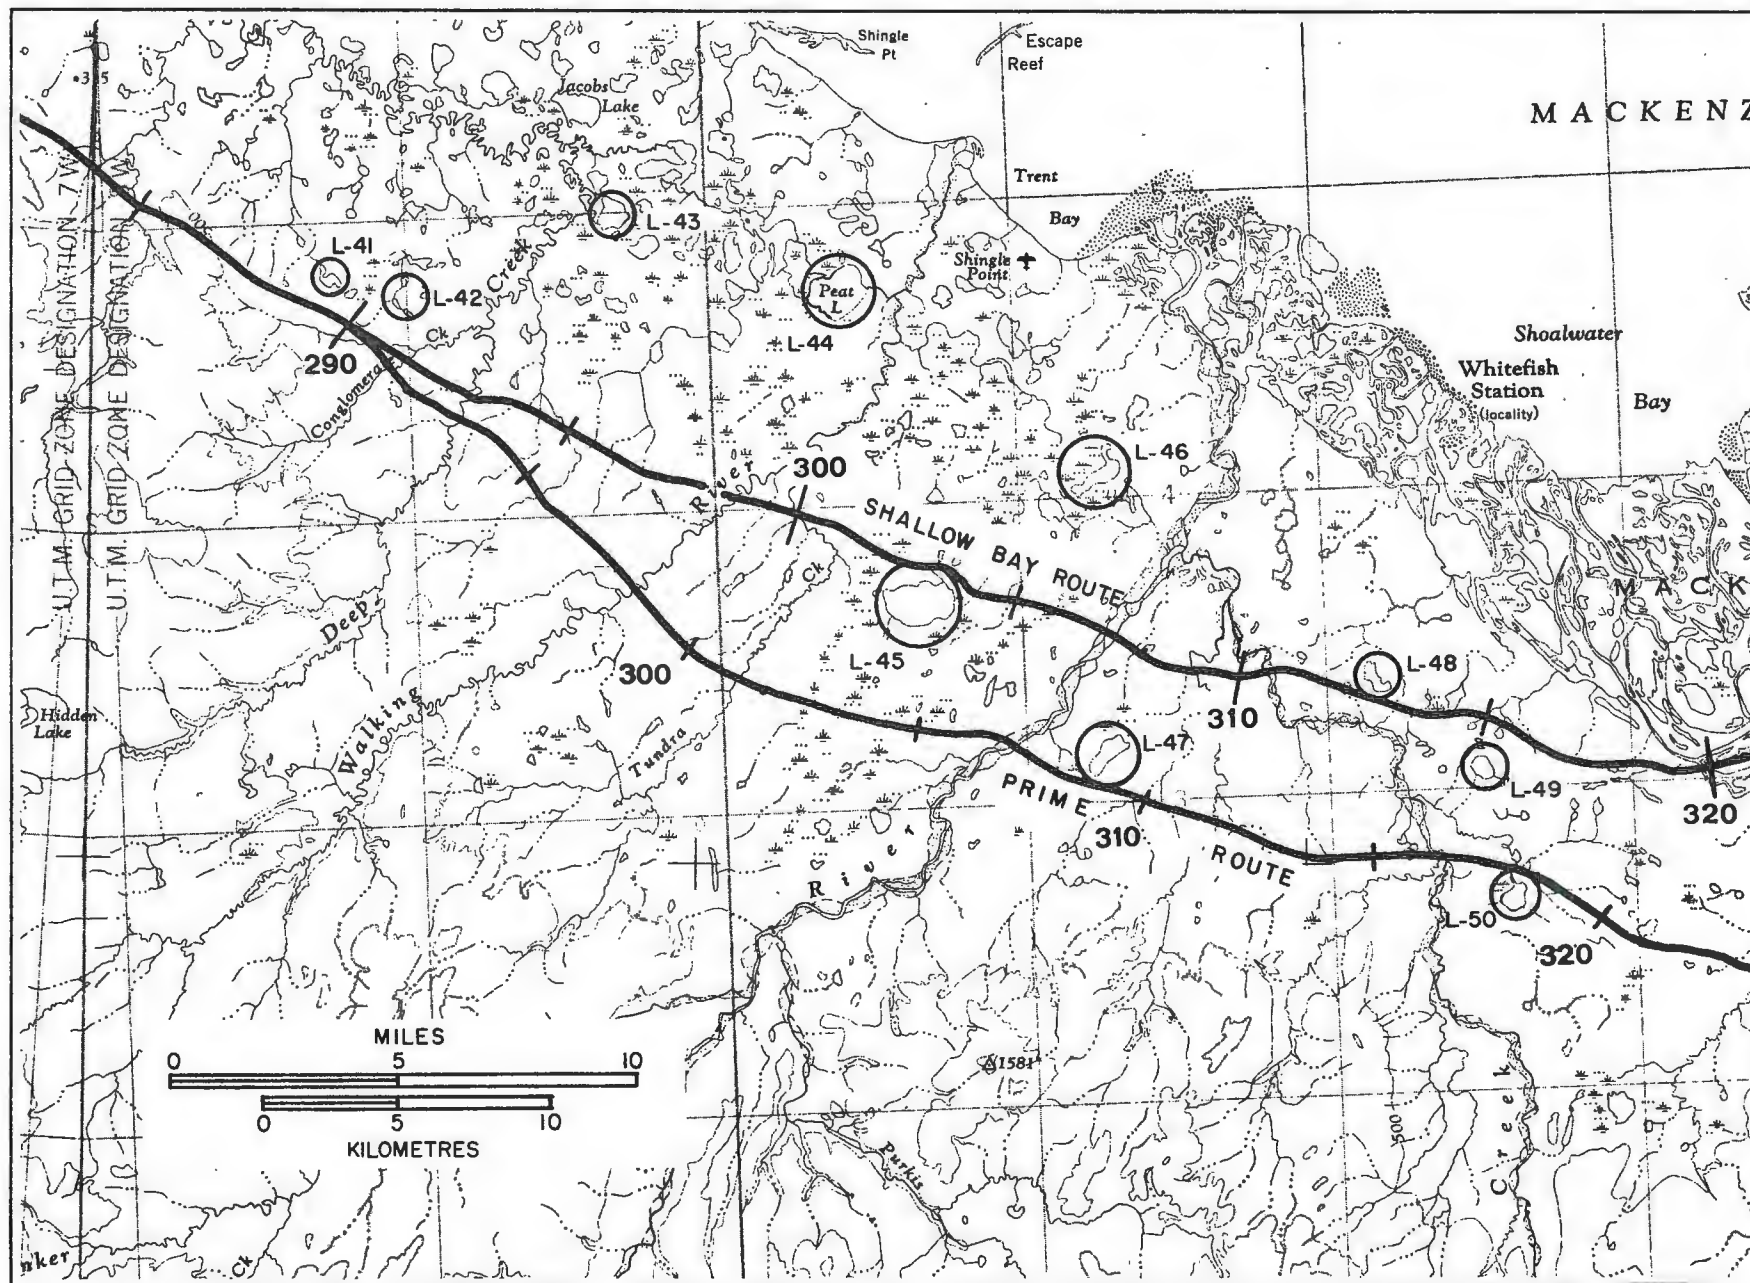 Shingle
Pt
Escape
Reef
Jacobs
Lake
MACKENZ
Trent
Bay
L-43
L-41
L-42
Creek
Shingle
Point
Peat
L
L-44
U.T.M. GRID ZONE DESIGNATION 7W
U.T.M. GRID ZONE DESIGNATION
Ck
290
Conglomera
Shoalwater
Bay
Whitefish
Station
(locality)
L-46
300
River
SHALLOW BAY ROUTE
Ck
Deep
MACK
L-45
300
L-48
310
Hidden
Lake
Walking
Tundra
L-47
L-49
PRIME
310
ROUTE
320
River
L-50
320
MILES
0 5 10
0 5 10
KILOMETRES
1581
500
Creek
Purkis
nker
Ck